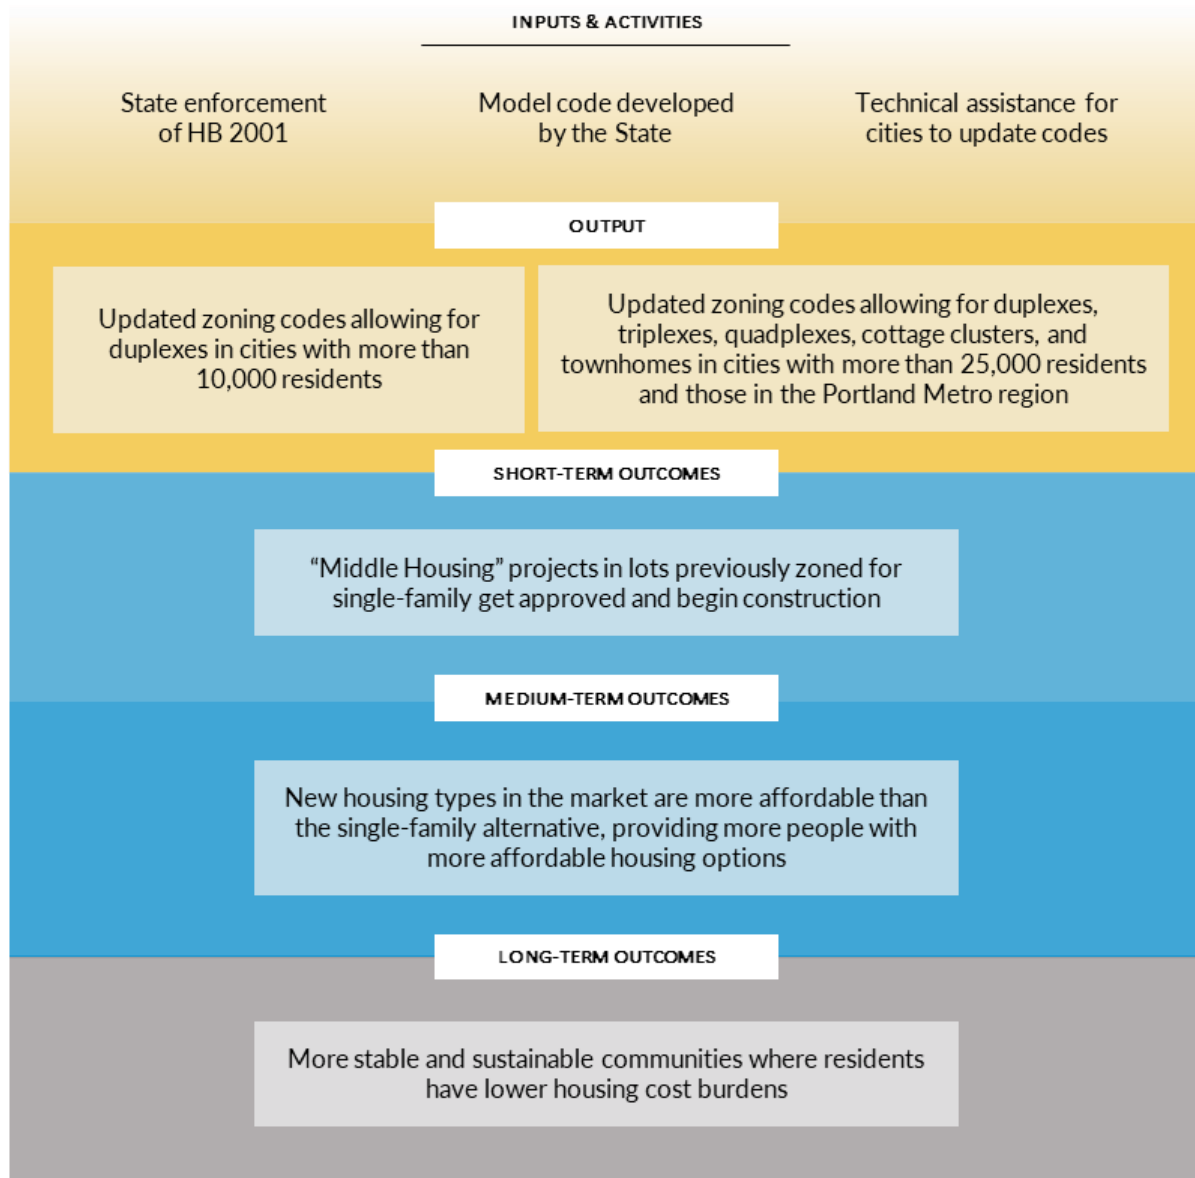 INPUTS & ACTIVITIES
State enforcement
of HB 2001
Model code developed
by the State
Technical assistance for
cities to update codes
OUTPUT
Updated zoning codes allowing for
duplexes in cities with more than
10,000 residents
Updated zoning codes allowing for duplexes,
triplexes, quadplexes, cottage clusters, and
townhomes in cities with more than 25,000 residents
and those in the Portland Metro region
SHORT-TERM OUTCOMES
“Middle Housing” projects in lots previously zoned for
single-family get approved and begin construction
MEDIUM-TERM OUTCOMES
New housing types in the market are more affordable than
the single-family alternative, providing more people with
more affordable housing options
LONG-TERM OUTCOMES
More stable and sustainable communities where residents
have lower housing cost burdens